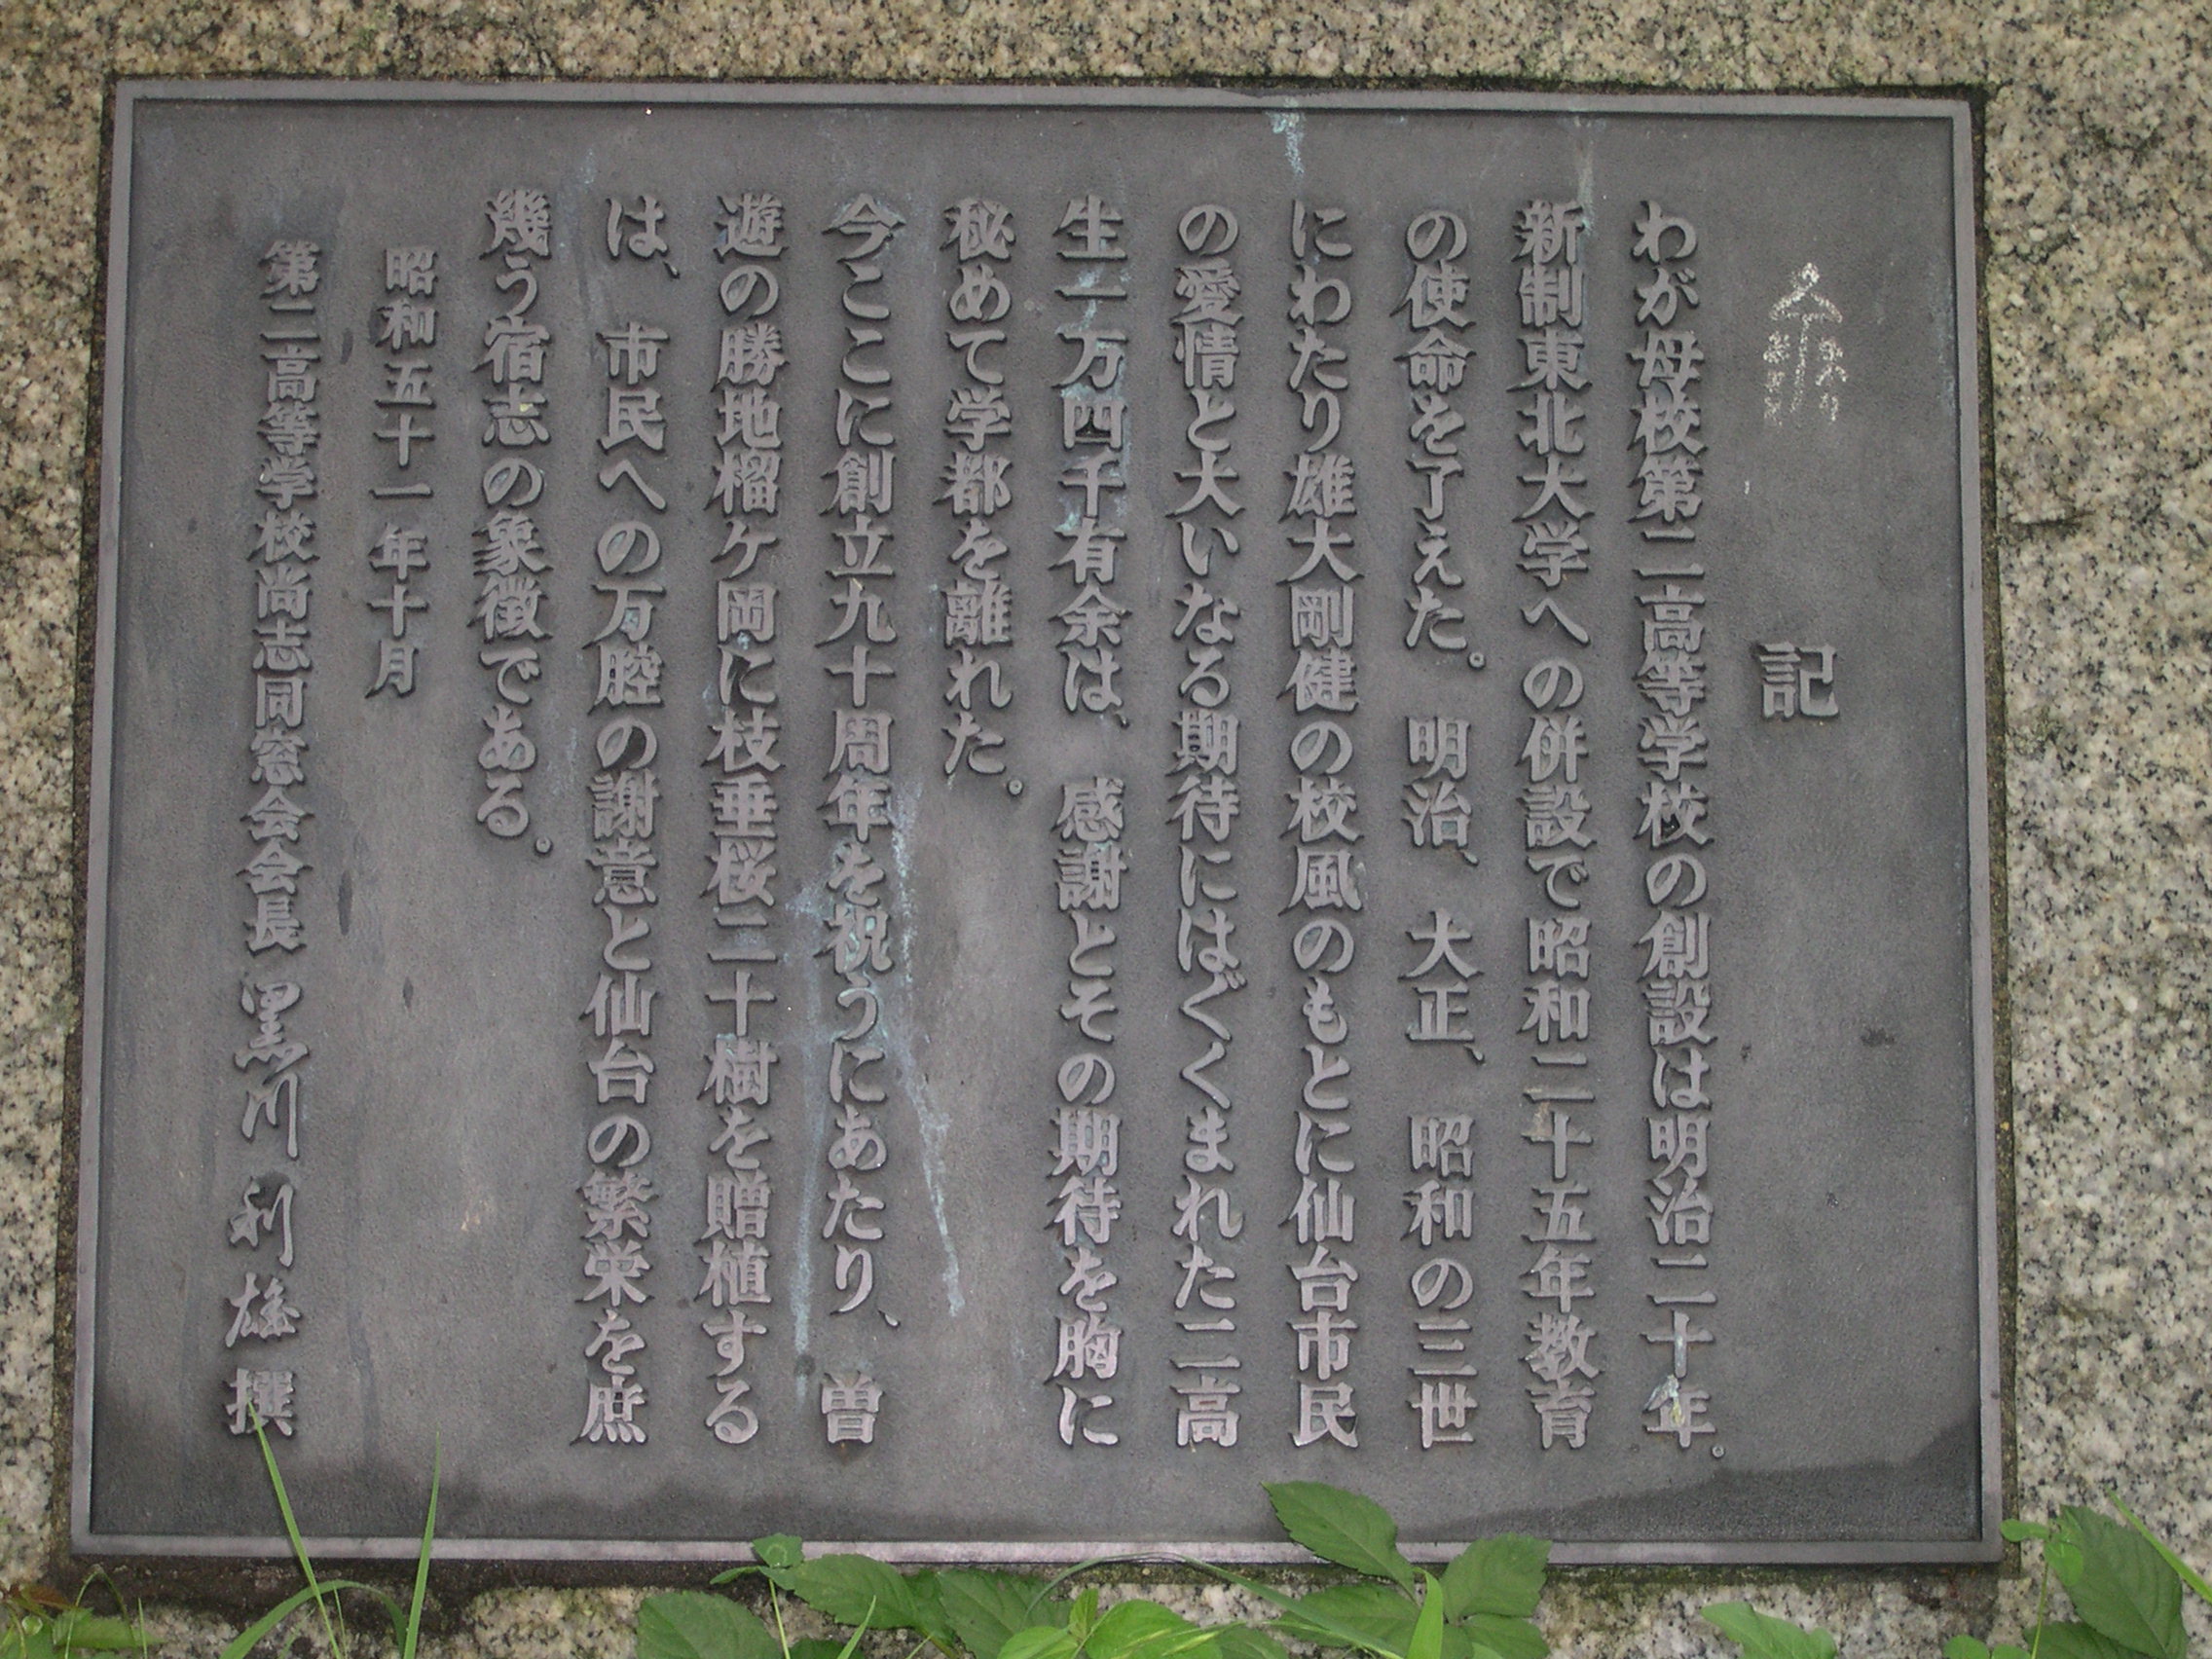 記
わが母校第二高等学校の創設は明治二十年。
新制東北大学への併設で昭和二十五年教育
の使命を了えた。明治、大正、昭和の三世
にわたり雄大剛健の校風のもとに仙台市民
の愛情と大いなる期待にはぐくまれた二高
生一万四千有余は、感謝とその期待を胸に
秘めて学都を離れた。
今ここに創立九十周年を祝うにあたり、曽
遊の勝地榴ケ岡に枝垂桜二十樹を贈植する
は、市民への万腔の謝意と仙台の繁栄を庶
幾う宿志の象徴である。
昭和五十一年十月
第二高等学校尚志同窓会会長 黒川利雄 撰